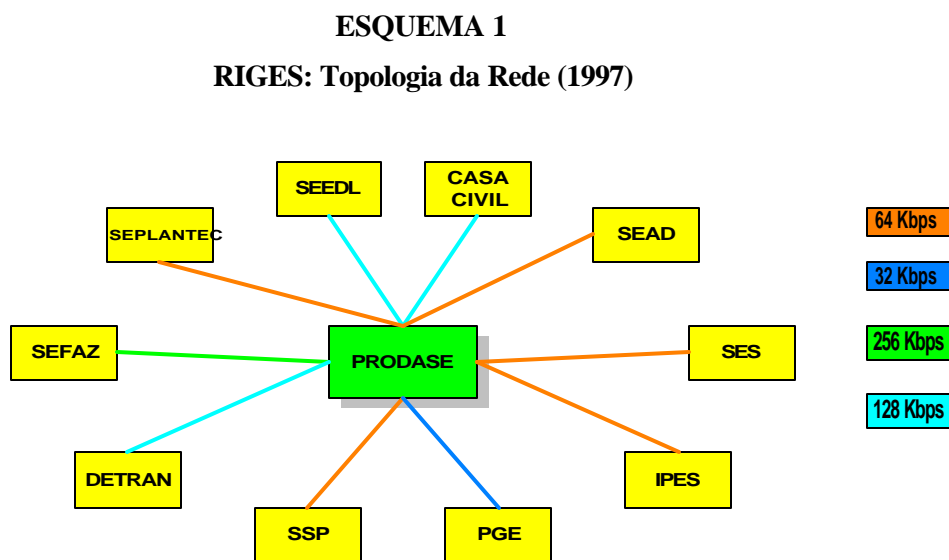 ESQUEMA 1
RIGES: Topologia da Rede (1997)
SEEDL
CASA
CIVIL
SEPLANTEC
SEAD
64 Kbps
32 Kbps
SEFAZ
PRODASE
SES
256 Kbps
128 Kbps
DETRAN
IPES
SSP
PGE